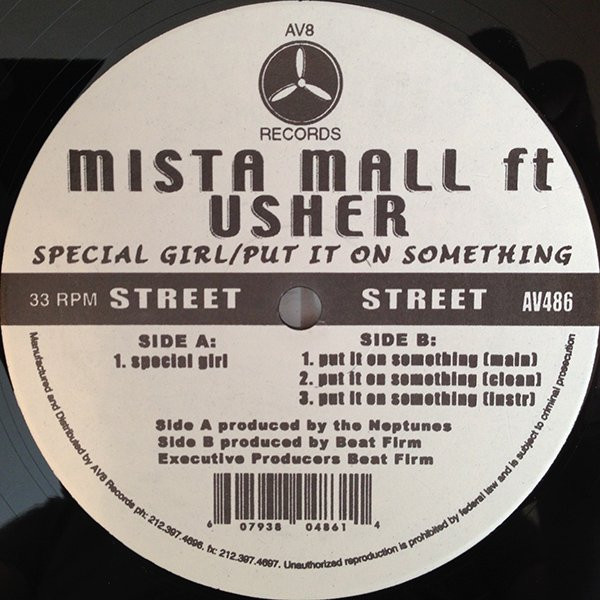 AV8
RECORDS
MISTA MALL ft
USHER
SPECIAL GIRL/PUT IT ON SOMETHING
33 RPM STREET STREET AV486
SIDE A:
1. special girl
SIDE B:
1. put it on something (main)
2. put it on something (clean)
3. put it on something (instr)
Side A produced by the Neptunes
Side B produced by Beat Firm
Executive Producers Beat Firm
6 07938 04861 4
Manufactured and Distributed by AV8 Records ph: 212.397.4696. fx: 212.397.4697. Unauthorized reproduction is prohibited by federal law and is subject to criminal prosecution